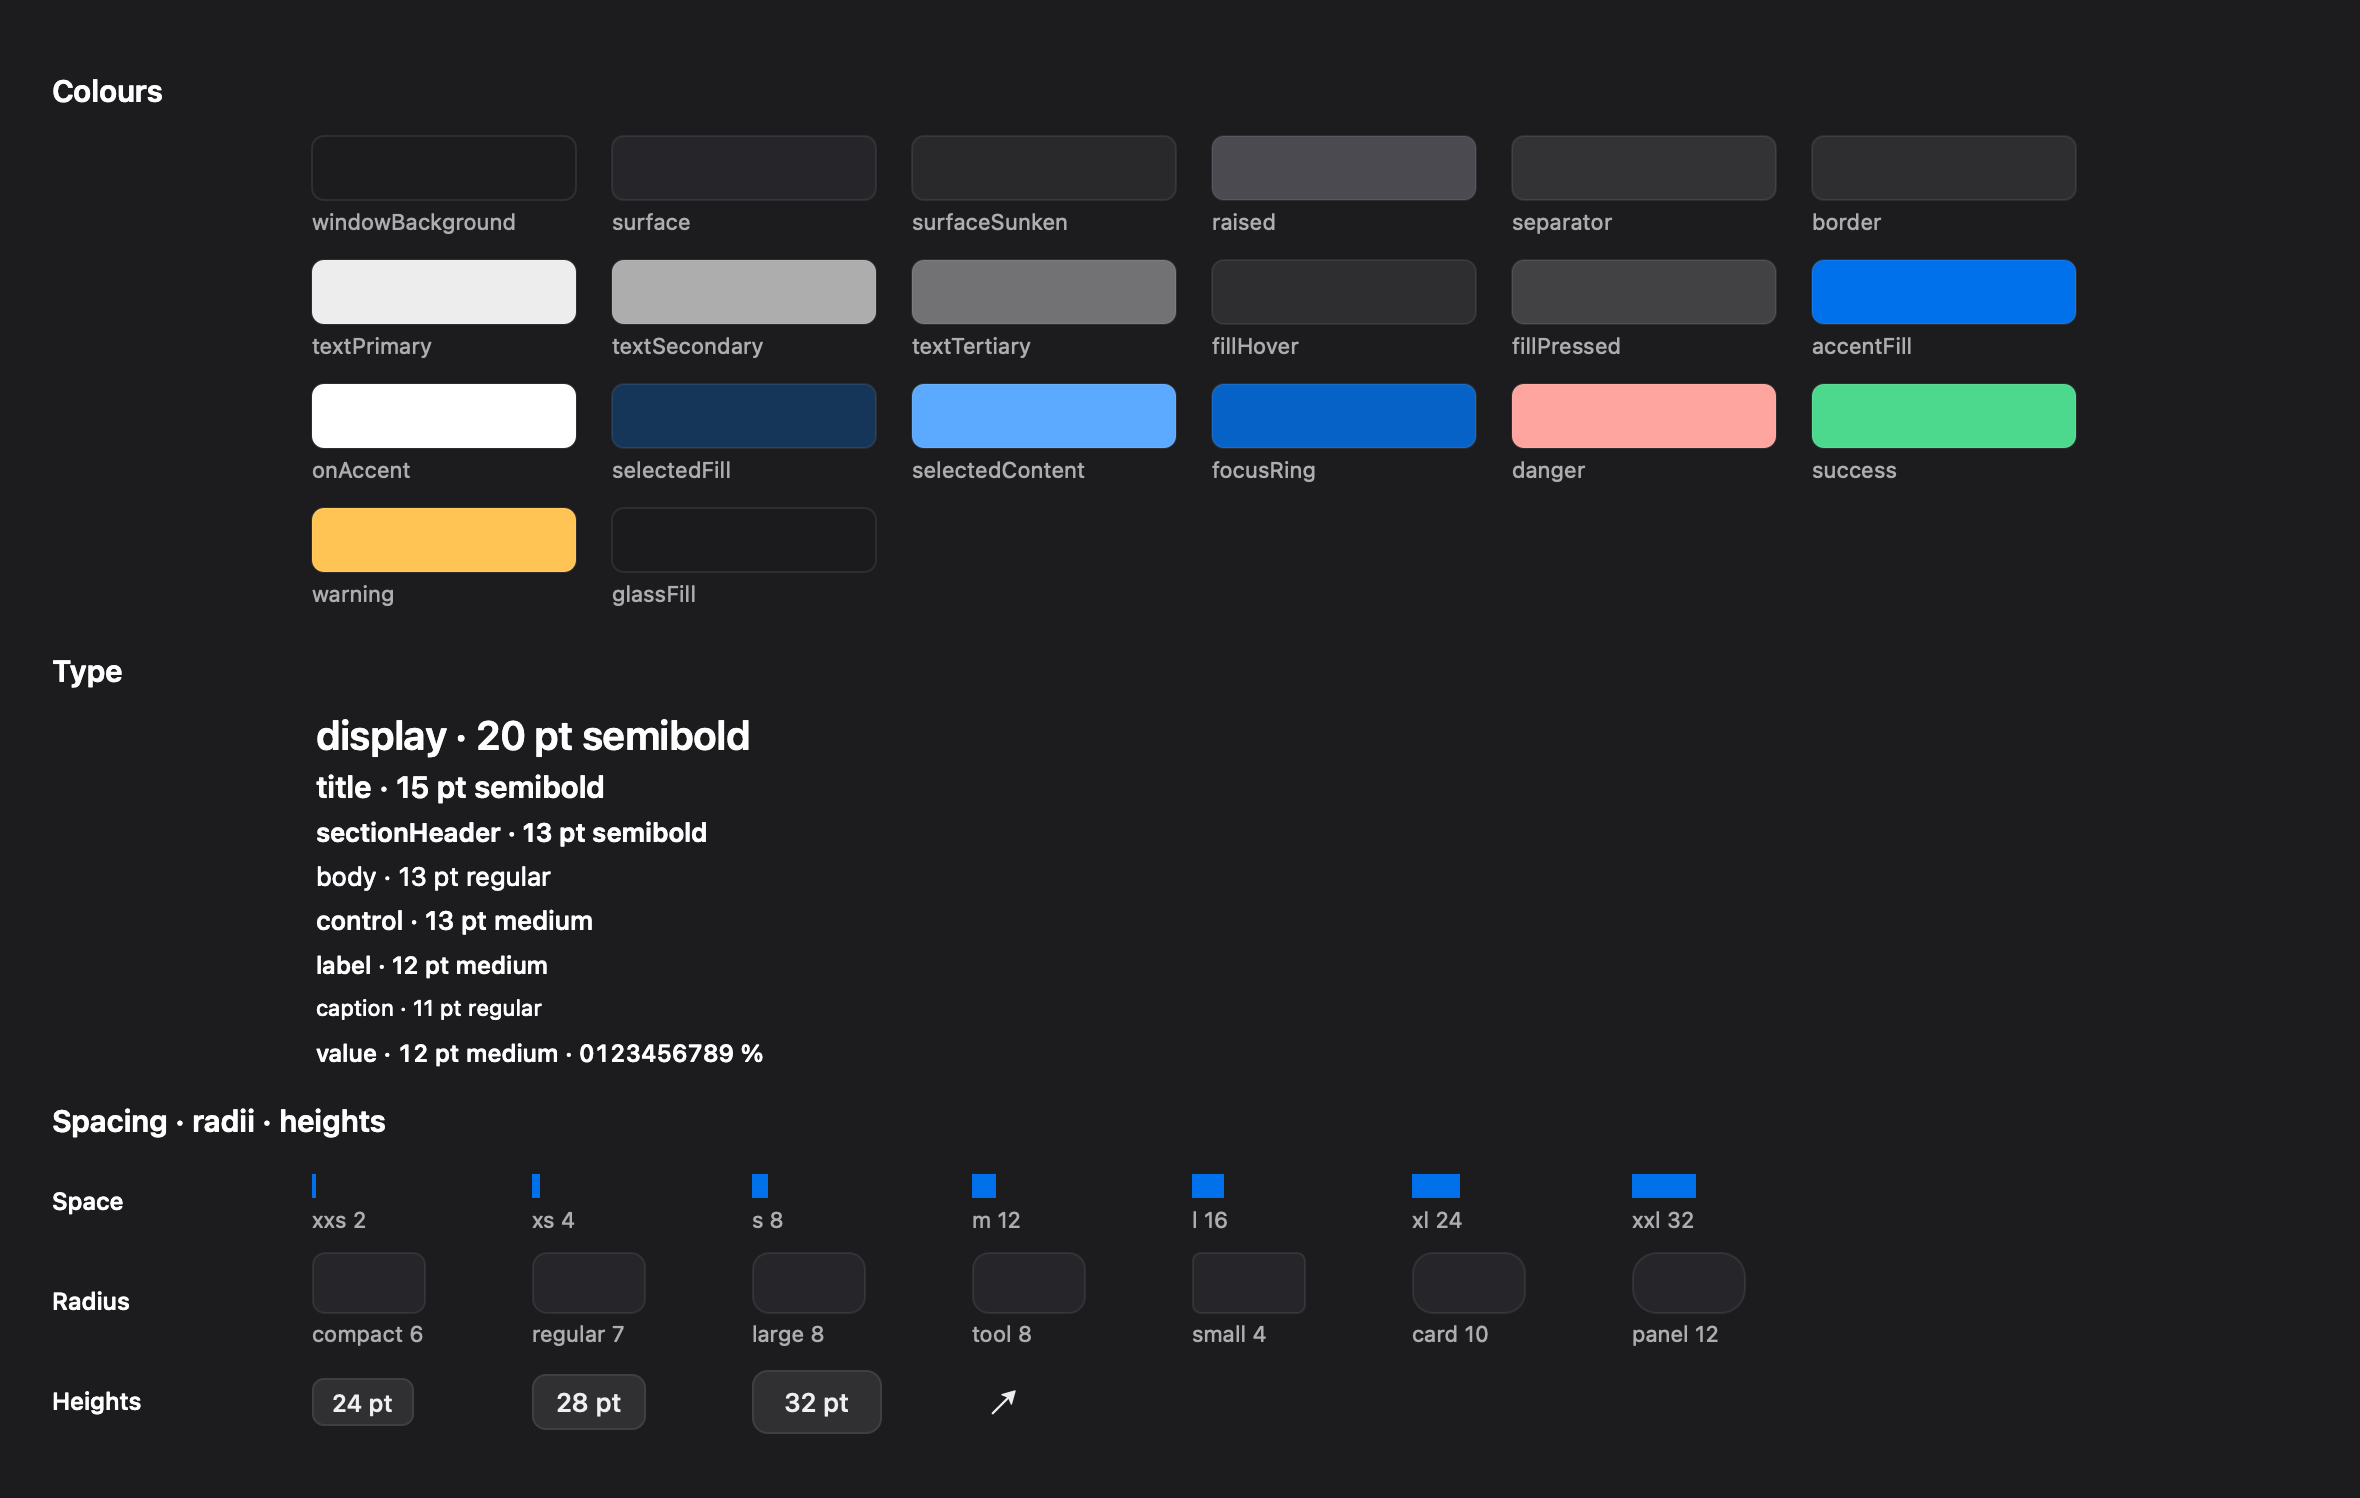 Colours
windowBackground surface surfaceSunken raised separator border
textPrimary textSecondary textTertiary fillHover fillPressed accentFill
onAccent selectedFill selectedContent focusRing danger success
warning glassFill
Type
display · 20 pt semibold
title · 15 pt semibold
sectionHeader · 13 pt semibold
body · 13 pt regular
control · 13 pt medium
label · 12 pt medium
caption · 11 pt regular
value · 12 pt medium · 0123456789 %
Spacing · radii · heights
Space
xxs 2 xs 4 s 8 m 12 l 16 xl 24 xxl 32
Radius
compact 6 regular 7 large 8 tool 8 small 4 card 10 panel 12
Heights 24 pt 28 pt 32 pt